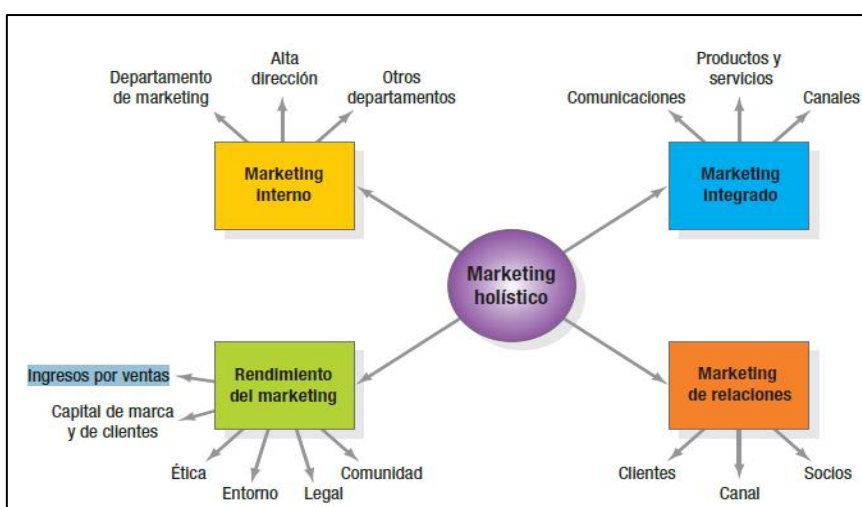 Departamento
de marketing
Alta
dirección
Otros
departamentos
Marketing
interno
Comunicaciones
Productos y
servicios
Canales
Marketing
integrado
Marketing
holístico
Ingresos por ventas
Capital de marca
y de clientes
Ética
Entorno
Legal
Comunidad
Rendimiento
del marketing
Marketing
de relaciones
Clientes
Canal
Socios